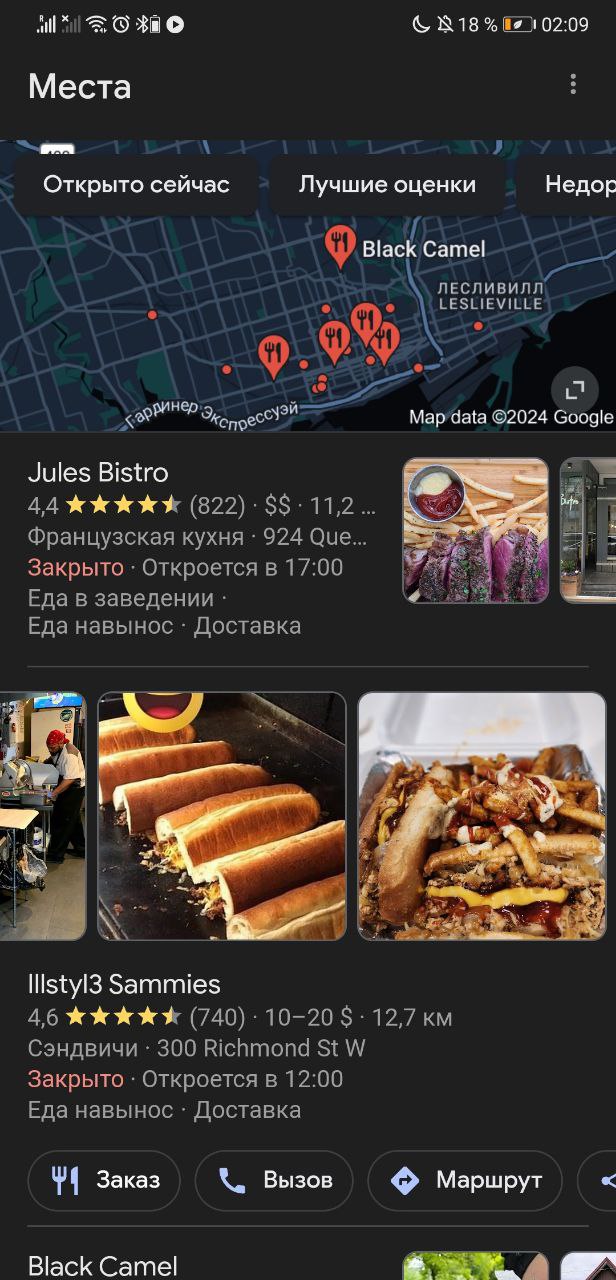 18 % 02:09
Места
Открыто сейчас
Лучшие оценки
Недор
Black Camel
ЛЕСЛИВИЛЛ
LESLIEVILLE
Гардинер Экспрессуэй
Map data ©2024 Google
Jules Bistro
4,4 (822) · $$ · 11,2 ...
Французская кухня · 924 Que...
Закрыто · Откроется в 17:00
Еда в заведении ·
Еда навынос · Доставка
Illstyl3 Sammies
4,6 (740) · 10–20 $ · 12,7 км
Сэндвичи · 300 Richmond St W
Закрыто · Откроется в 12:00
Еда навынос · Доставка
Заказ
Вызов
Маршрут
Black Camel